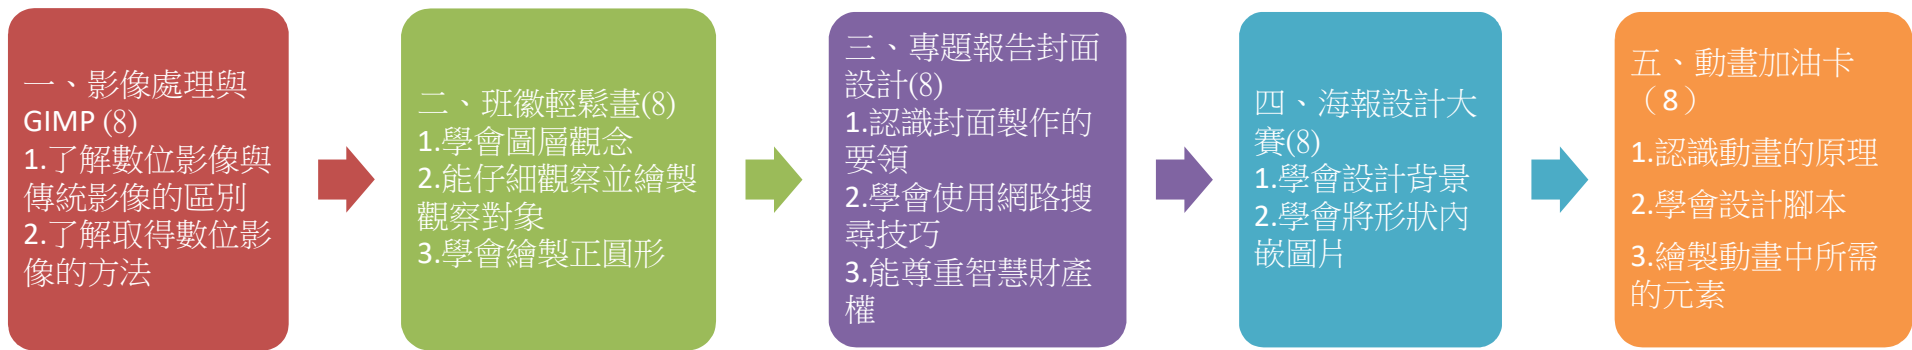 一、影像處理與
GIMP (8)
1.了解數位影像與
傳統影像的區別
2.了解取得數位影
像的方法
二、班徽輕鬆畫(8)
1.學會圖層觀念
2.能仔細觀察並繪製
觀察對象
3.學會繪製正圓形
三、專題報告封面
設計(8)
1.認識封面製作的
要領
2.學會使用網路搜
尋技巧
3.能尊重智慧財產
權
四、海報設計大
賽(8)
1.學會設計背景
2.學會將形狀內
嵌圖片
五、動畫加油卡
（8）
1.認識動畫的原理
2.學會設計腳本
3.繪製動畫中所需
的元素